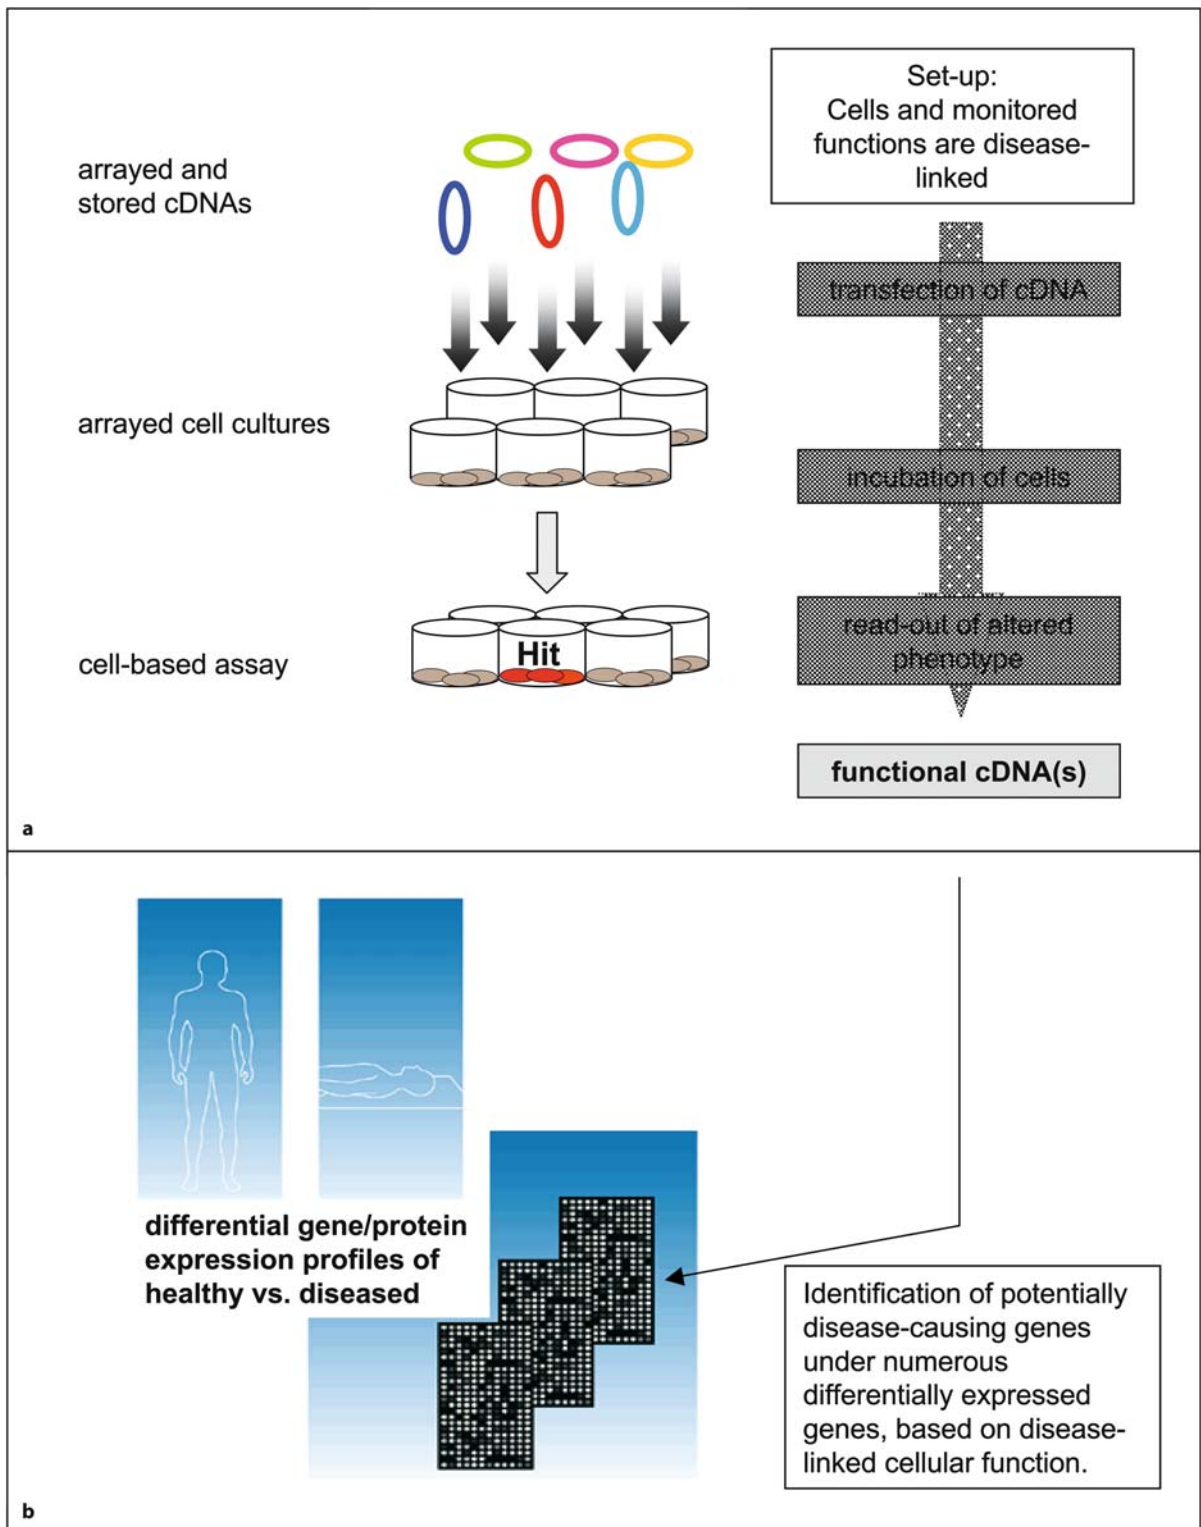 arrayed and
stored cDNAs
Set-up:
Cells and monitored
functions are disease-
linked
transfection of cDNA
arrayed cell cultures
incubation of cells
cell-based assay
Hit
read-out of altered
phenotype
functional cDNA(s)
a
differential gene/protein
expression profiles of
healthy vs. diseased
Identification of potentially
disease-causing genes
under numerous
differentially expressed
genes, based on disease-
linked cellular function.
b